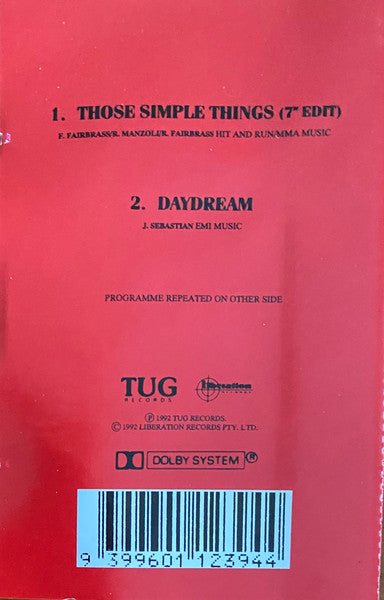 1. THOSE SIMPLE THINGS (7" EDIT)
F. FAIRBRASS/R. MANZOLI/R. FAIRBRASS HIT AND RUN/MMA MUSIC
2. DAYDREAM
J. SEBASTIAN EMI MUSIC
PROGRAMME REPEATED ON OTHER SIDE
TUG
RECORDS
liberation
RECORDS
Ⓟ 1992 TUG RECORDS.
© 1992 LIBERATION RECORDS PTY. LTD.
DOLBY SYSTEM ®
9 399601 123944